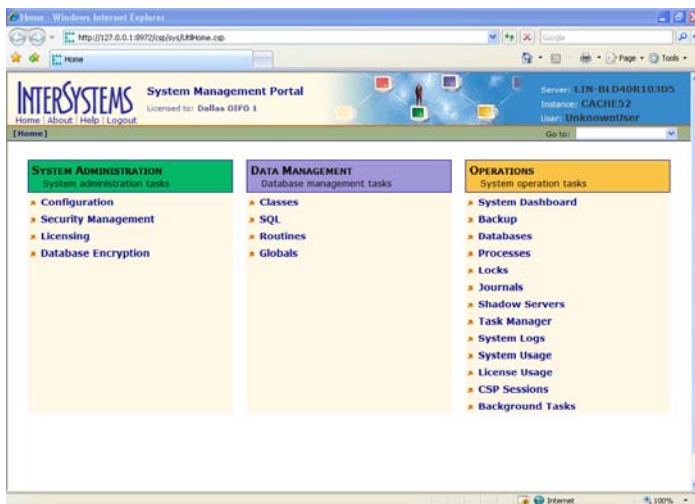 Home - Windows Internet Explorer
http://127.0.0.1:8972/csp/sys/UtilHome.csp
Google
Home
Page
Tools
INTERSYSTEMS
System Management Portal
Licensed to: Dallas GIFO 1
Home | About | Help | Logout
Server: LIN-BLD40R103D5
Instance: CACHE52
User: UnknownUser
[Home]
Go to:
SYSTEM ADMINISTRATION
System administration tasks
Configuration
Security Management
Licensing
Database Encryption
DATA MANAGEMENT
Database management tasks
Classes
SQL
Routines
Globals
OPERATIONS
System operation tasks
System Dashboard
Backup
Databases
Processes
Locks
Journals
Shadow Servers
Task Manager
System Logs
System Usage
License Usage
CSP Sessions
Background Tasks
Internet
100%